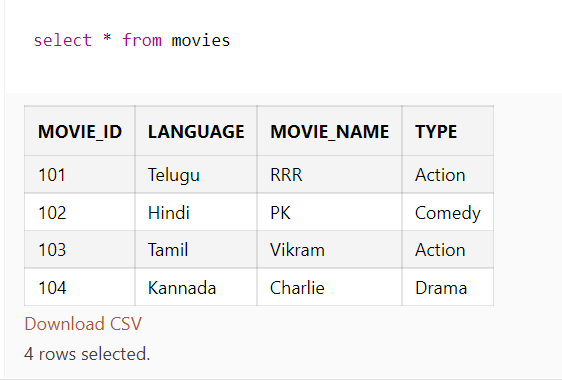 select * from movies
MOVIE_ID LANGUAGE MOVIE_NAME TYPE
101 Telugu RRR Action
102 Hindi PK Comedy
103 Tamil Vikram Action
104 Kannada Charlie Drama
Download CSV
4 rows selected.